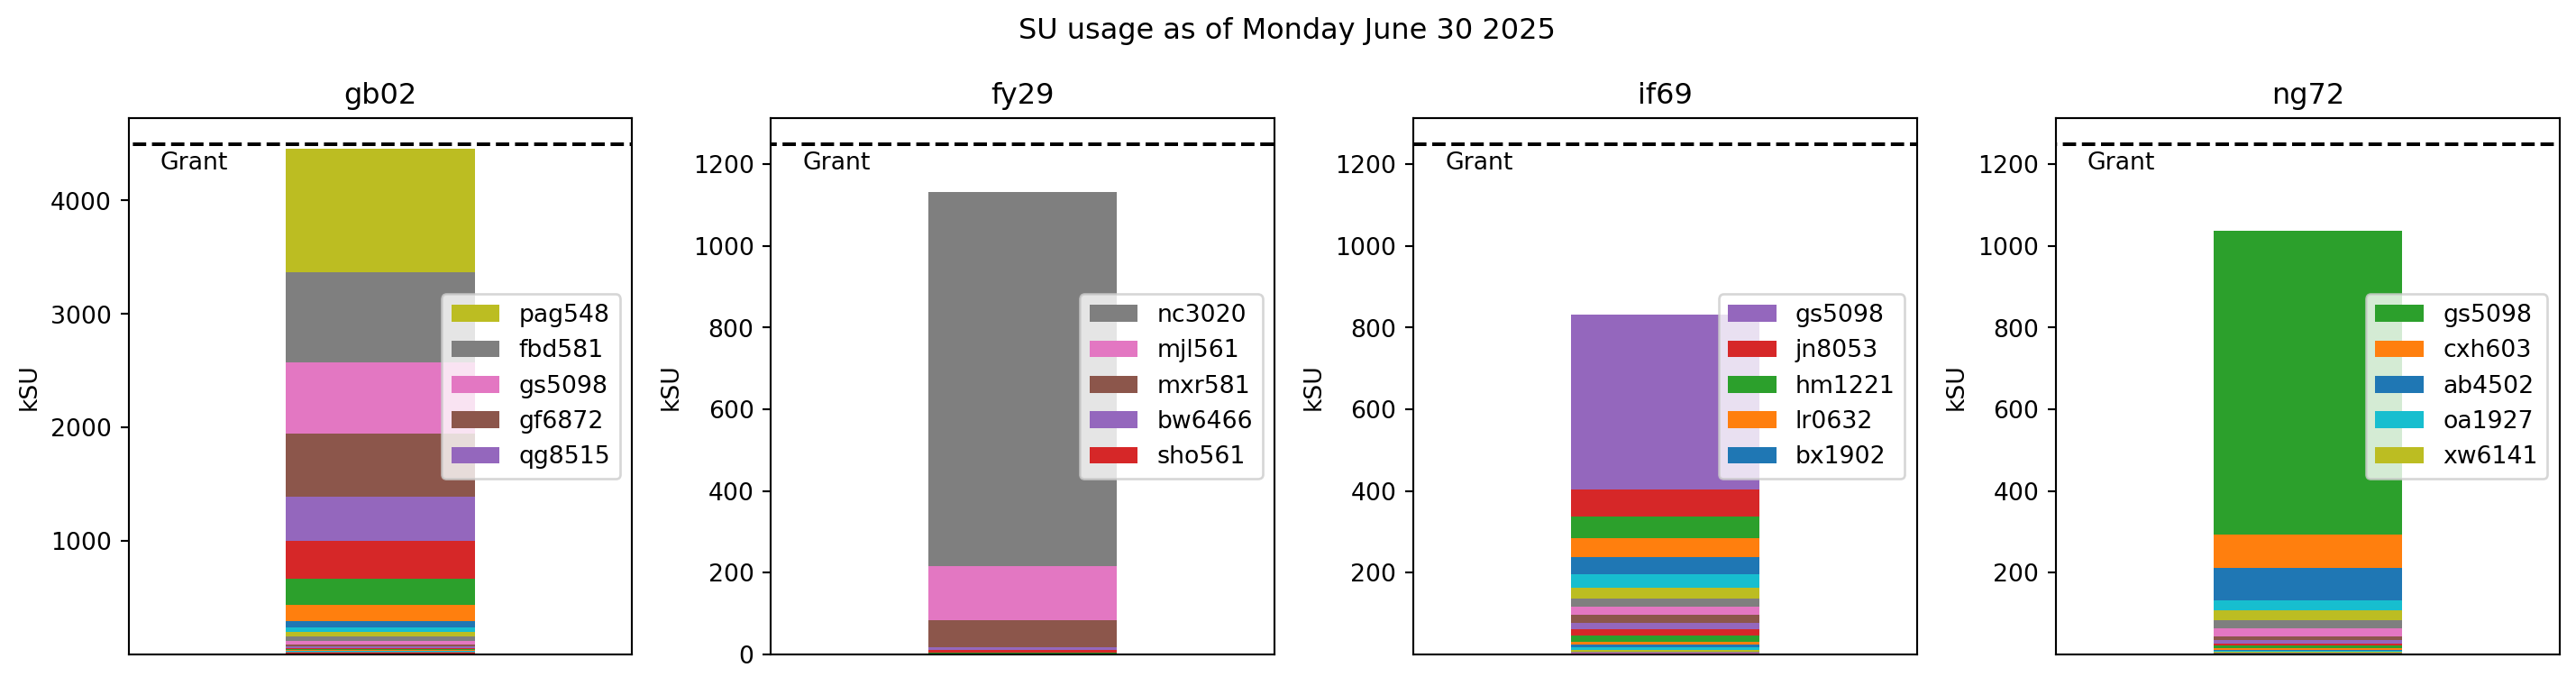 SU usage as of Monday June 30 2025
gb02
kSU
4000
3000
2000
1000
Grant
pag548
fbd581
gs5098
gf6872
qg8515
fy29
kSU
1200
1000
800
600
400
200
0
Grant
nc3020
mjl561
mxr581
bw6466
sho561
if69
kSU
1200
1000
800
600
400
200
Grant
gs5098
jn8053
hm1221
lr0632
bx1902
ng72
kSU
1200
1000
800
600
400
200
Grant
gs5098
cxh603
ab4502
oa1927
xw6141